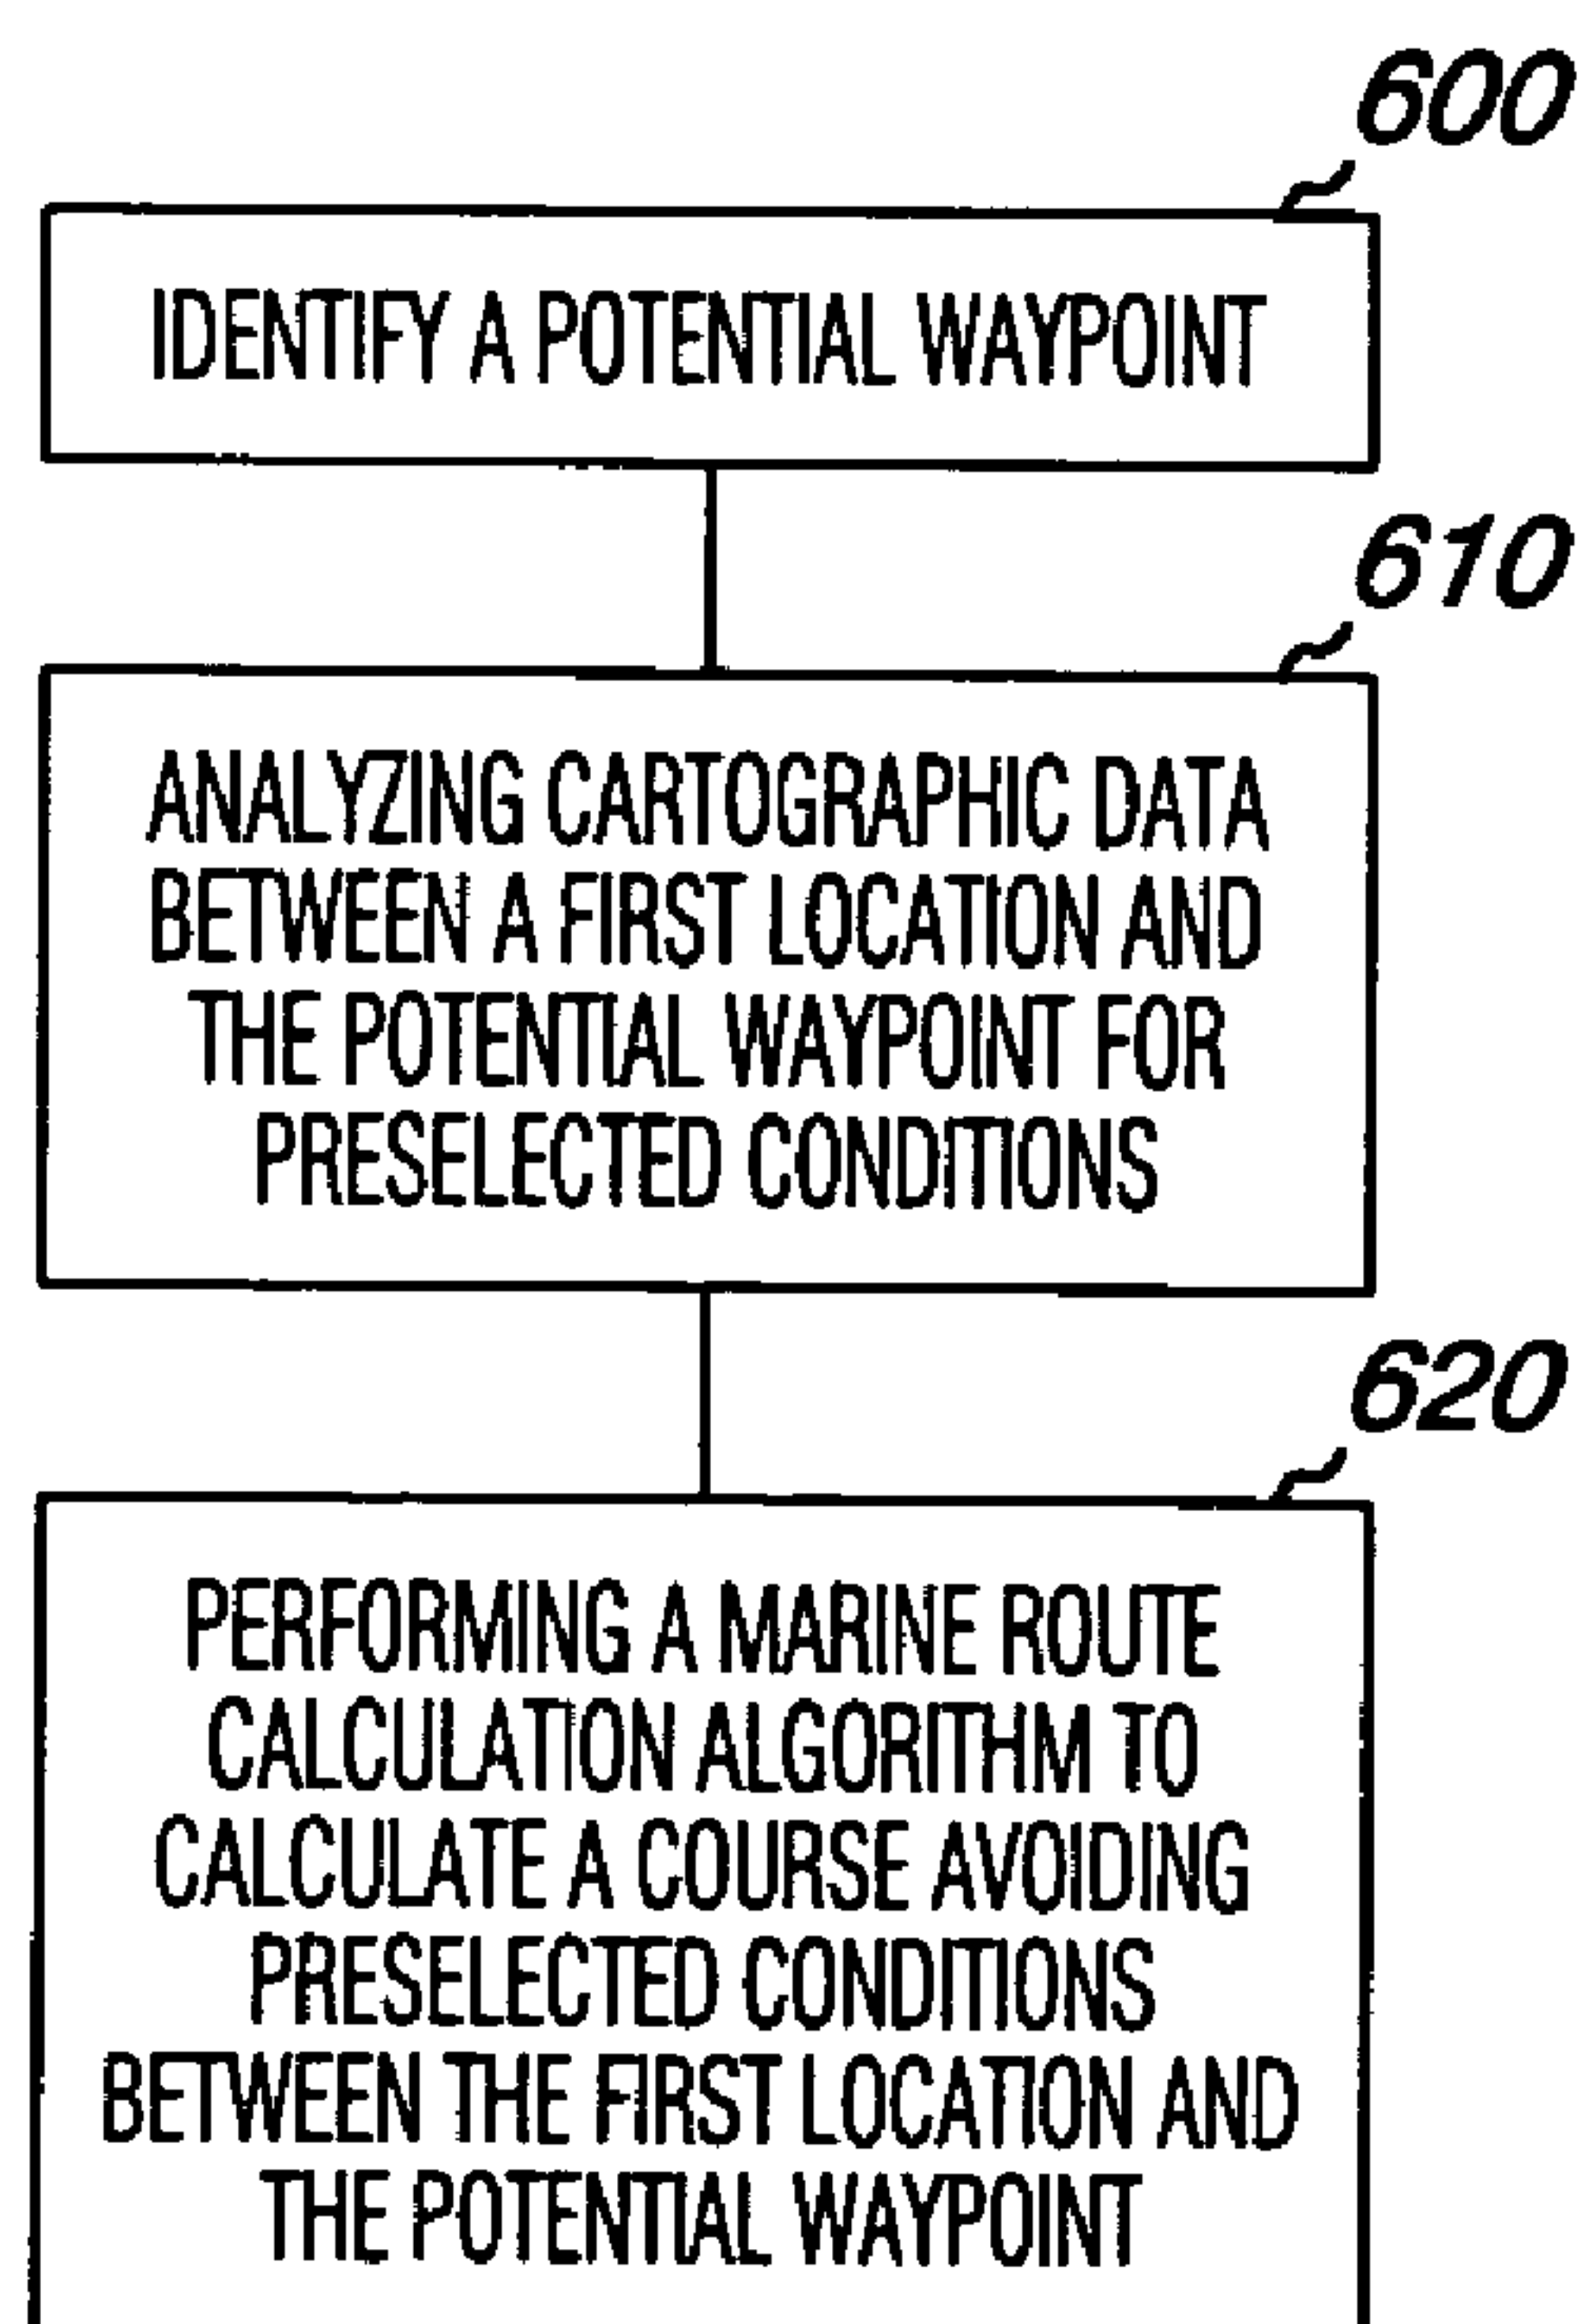 600
IDENTIFY A POTENTIAL WAYPOINT
610
ANALYZING CARTOGRAPHIC DATA
BETWEEN A FIRST LOCATION AND
THE POTENTIAL WAYPOINT FOR
PRESELECTED CONDITIONS
620
PERFORMING A MARINE ROUTE
CALCULATION ALGORITHM TO
CALCULATE A COURSE AVOIDING
PRESELECTED CONDITIONS
BETWEEN THE FIRST LOCATION AND
THE POTENTIAL WAYPOINT